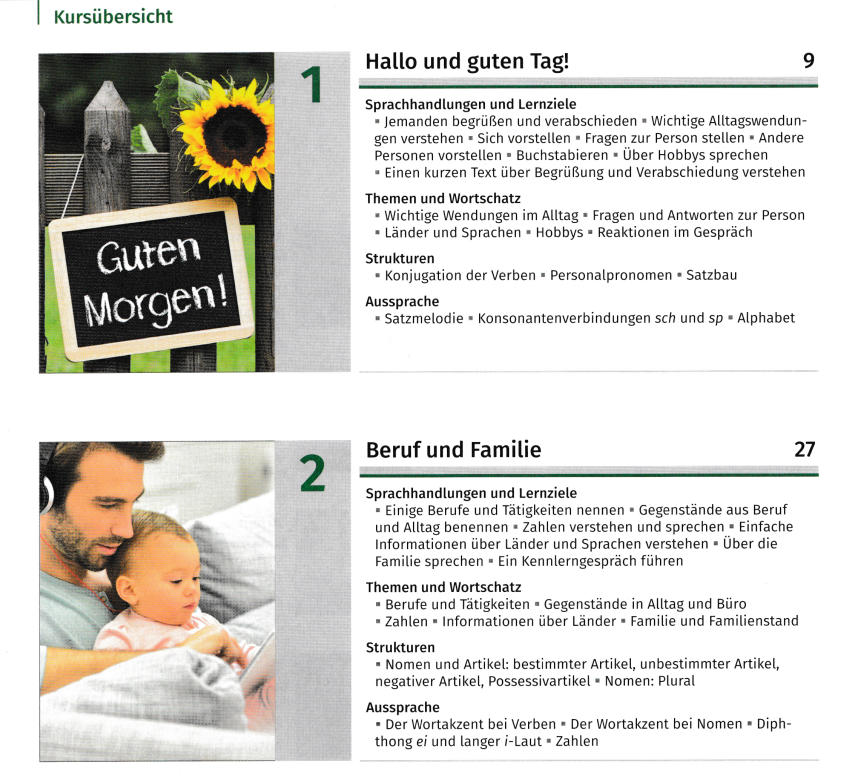 Kursübersicht
1
Hallo und guten Tag! 9
Sprachhandlungen und Lernziele
▪ Jemanden begrüßen und verabschieden ▪ Wichtige Alltagswendun-
gen verstehen ▪ Sich vorstellen ▪ Fragen zur Person stellen ▪ Andere
Personen vorstellen ▪ Buchstabieren ▪ Über Hobbys sprechen
▪ Einen kurzen Text über Begrüßung und Verabschiedung verstehen
Themen und Wortschatz
▪ Wichtige Wendungen im Alltag ▪ Fragen und Antworten zur Person
▪ Länder und Sprachen ▪ Hobbys ▪ Reaktionen im Gespräch
Strukturen
▪ Konjugation der Verben ▪ Personalpronomen ▪ Satzbau
Aussprache
▪ Satzmelodie ▪ Konsonantenverbindungen sch und sp ▪ Alphabet
Guten
Morgen!
2
Beruf und Familie 27
Sprachhandlungen und Lernziele
▪ Einige Berufe und Tätigkeiten nennen ▪ Gegenstände aus Beruf
und Alltag benennen ▪ Zahlen verstehen und sprechen ▪ Einfache
Informationen über Länder und Sprachen verstehen ▪ Über die
Familie sprechen ▪ Ein Kennlerngespräch führen
Themen und Wortschatz
▪ Berufe und Tätigkeiten ▪ Gegenstände in Alltag und Büro
▪ Zahlen ▪ Informationen über Länder ▪ Familie und Familienstand
Strukturen
▪ Nomen und Artikel: bestimmter Artikel, unbestimmter Artikel,
negativer Artikel, Possessivartikel ▪ Nomen: Plural
Aussprache
▪ Der Wortakzent bei Verben ▪ Der Wortakzent bei Nomen ▪ Diph-
thong ei und langer i-Laut ▪ Zahlen